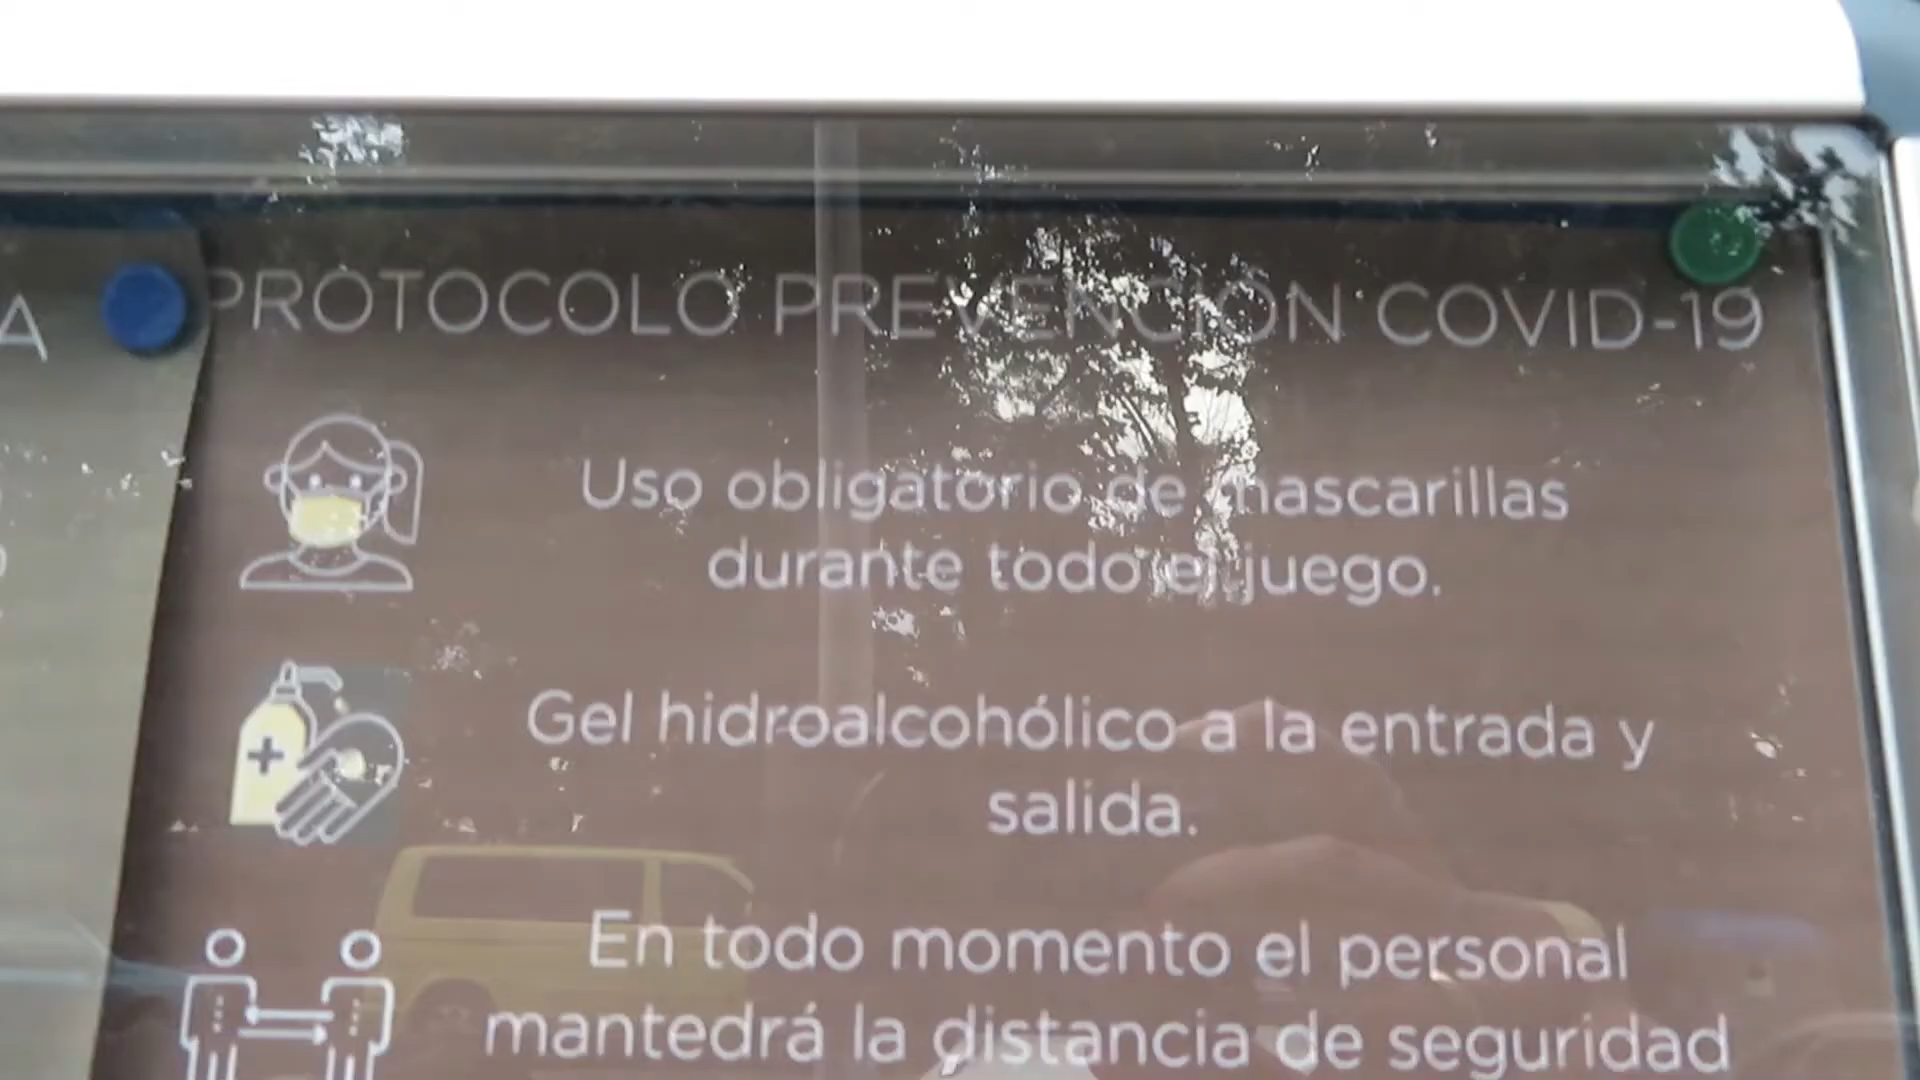 A
PROTOCOLO PREVENCIÓN COVID-19
Uso obligatorio de mascarillas
durante todo el juego.
Gel hidroalcohólico a la entrada y
salida.
En todo momento el personal
mantedrá la distancia de seguridad